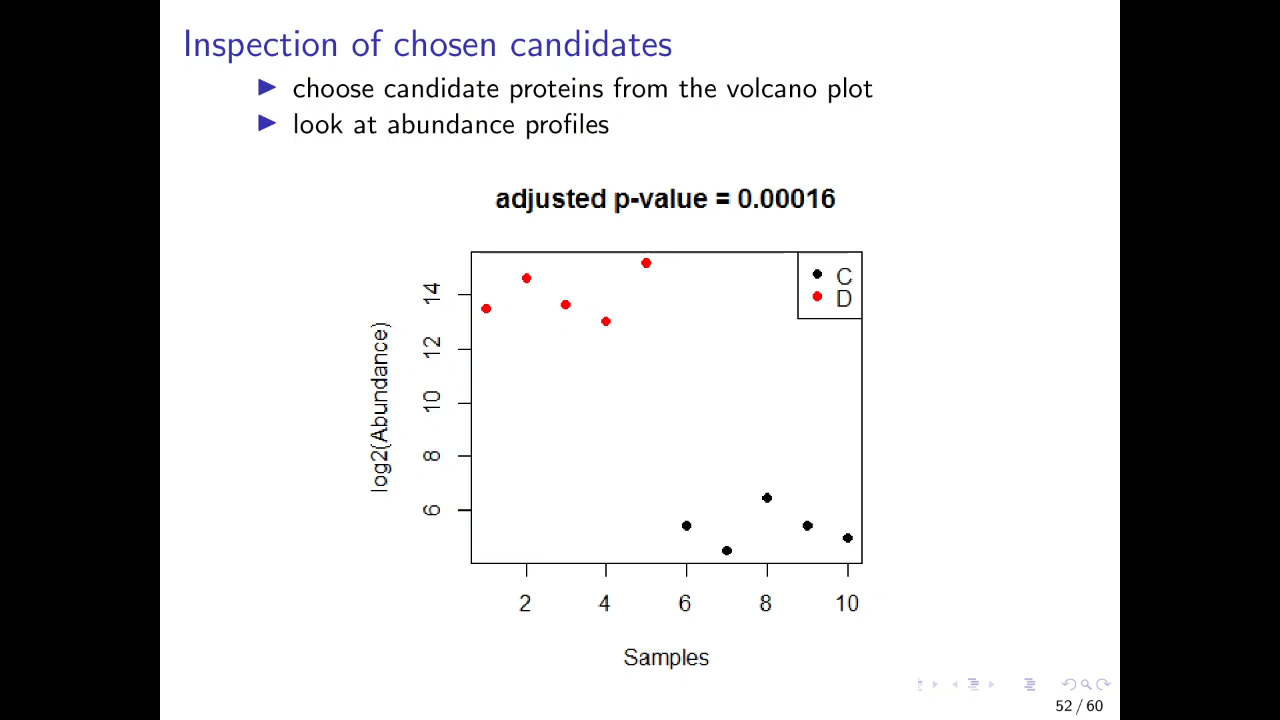 Inspection of chosen candidates
choose candidate proteins from the volcano plot
look at abundance profiles
adjusted p-value = 0.00016
C
D
log2(Abundance)
14
12
10
8
6
2 4 6 8 10
Samples
52 / 60